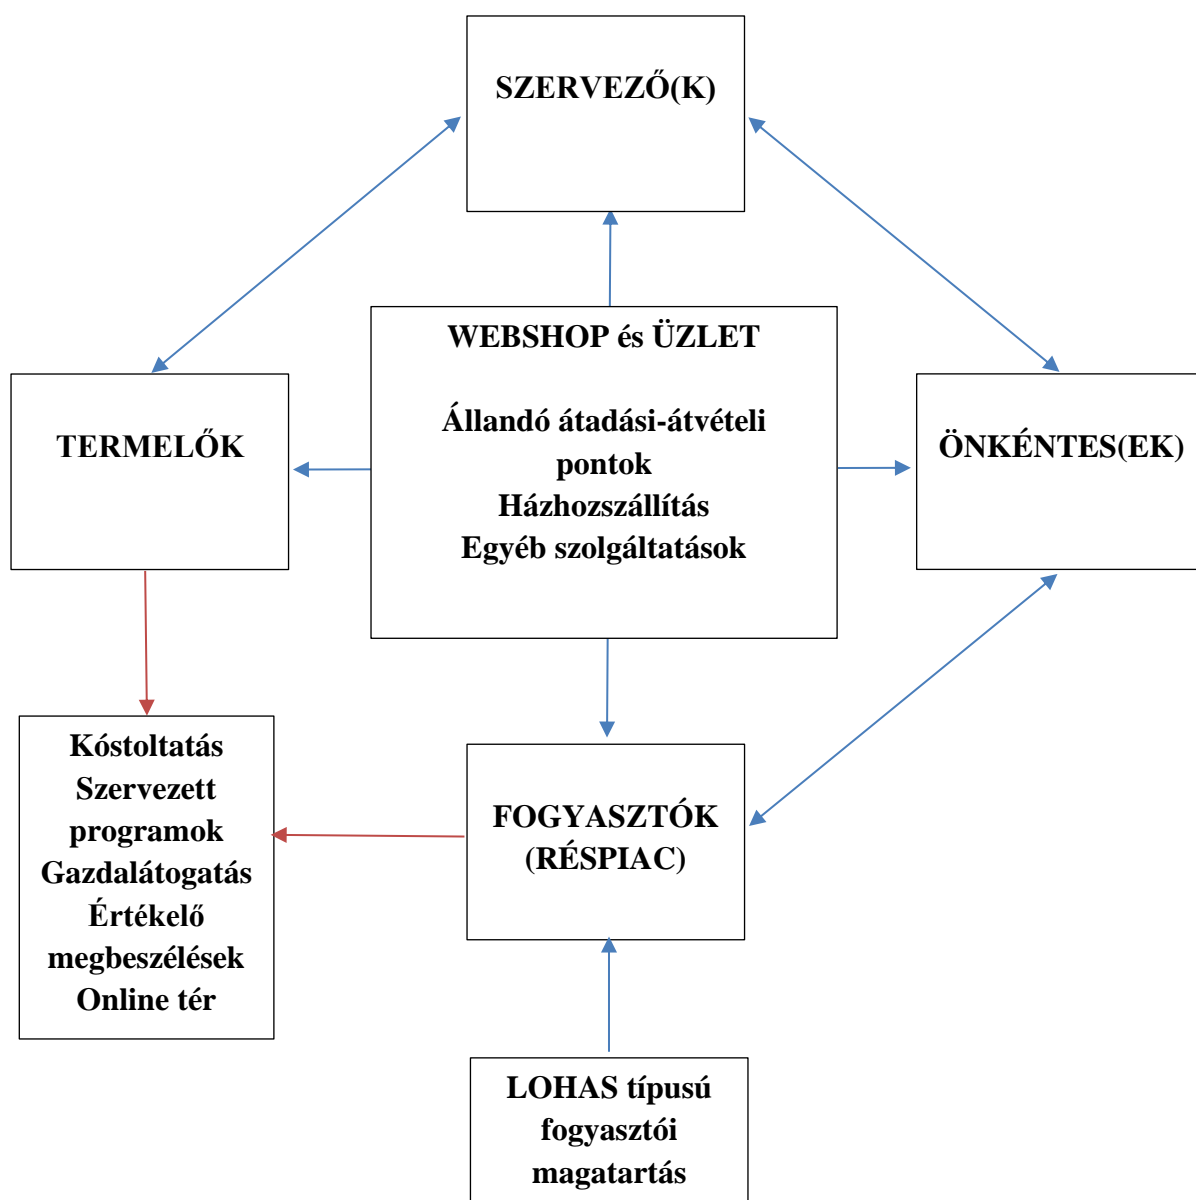 SZERVEZŐ(K)
WEBSHOP és ÜZLET
Állandó átadási-átvételi
pontok
Házhozszállítás
Egyéb szolgáltatások
TERMELŐK
ÖNKÉNTES(EK)
Kóstoltatás
Szervezett
programok
Gazdalátogatás
Értékelő
megbeszélések
Online tér
FOGYASZTÓK
(RÉSPIAC)
LOHAS típusú
fogyasztói
magatartás